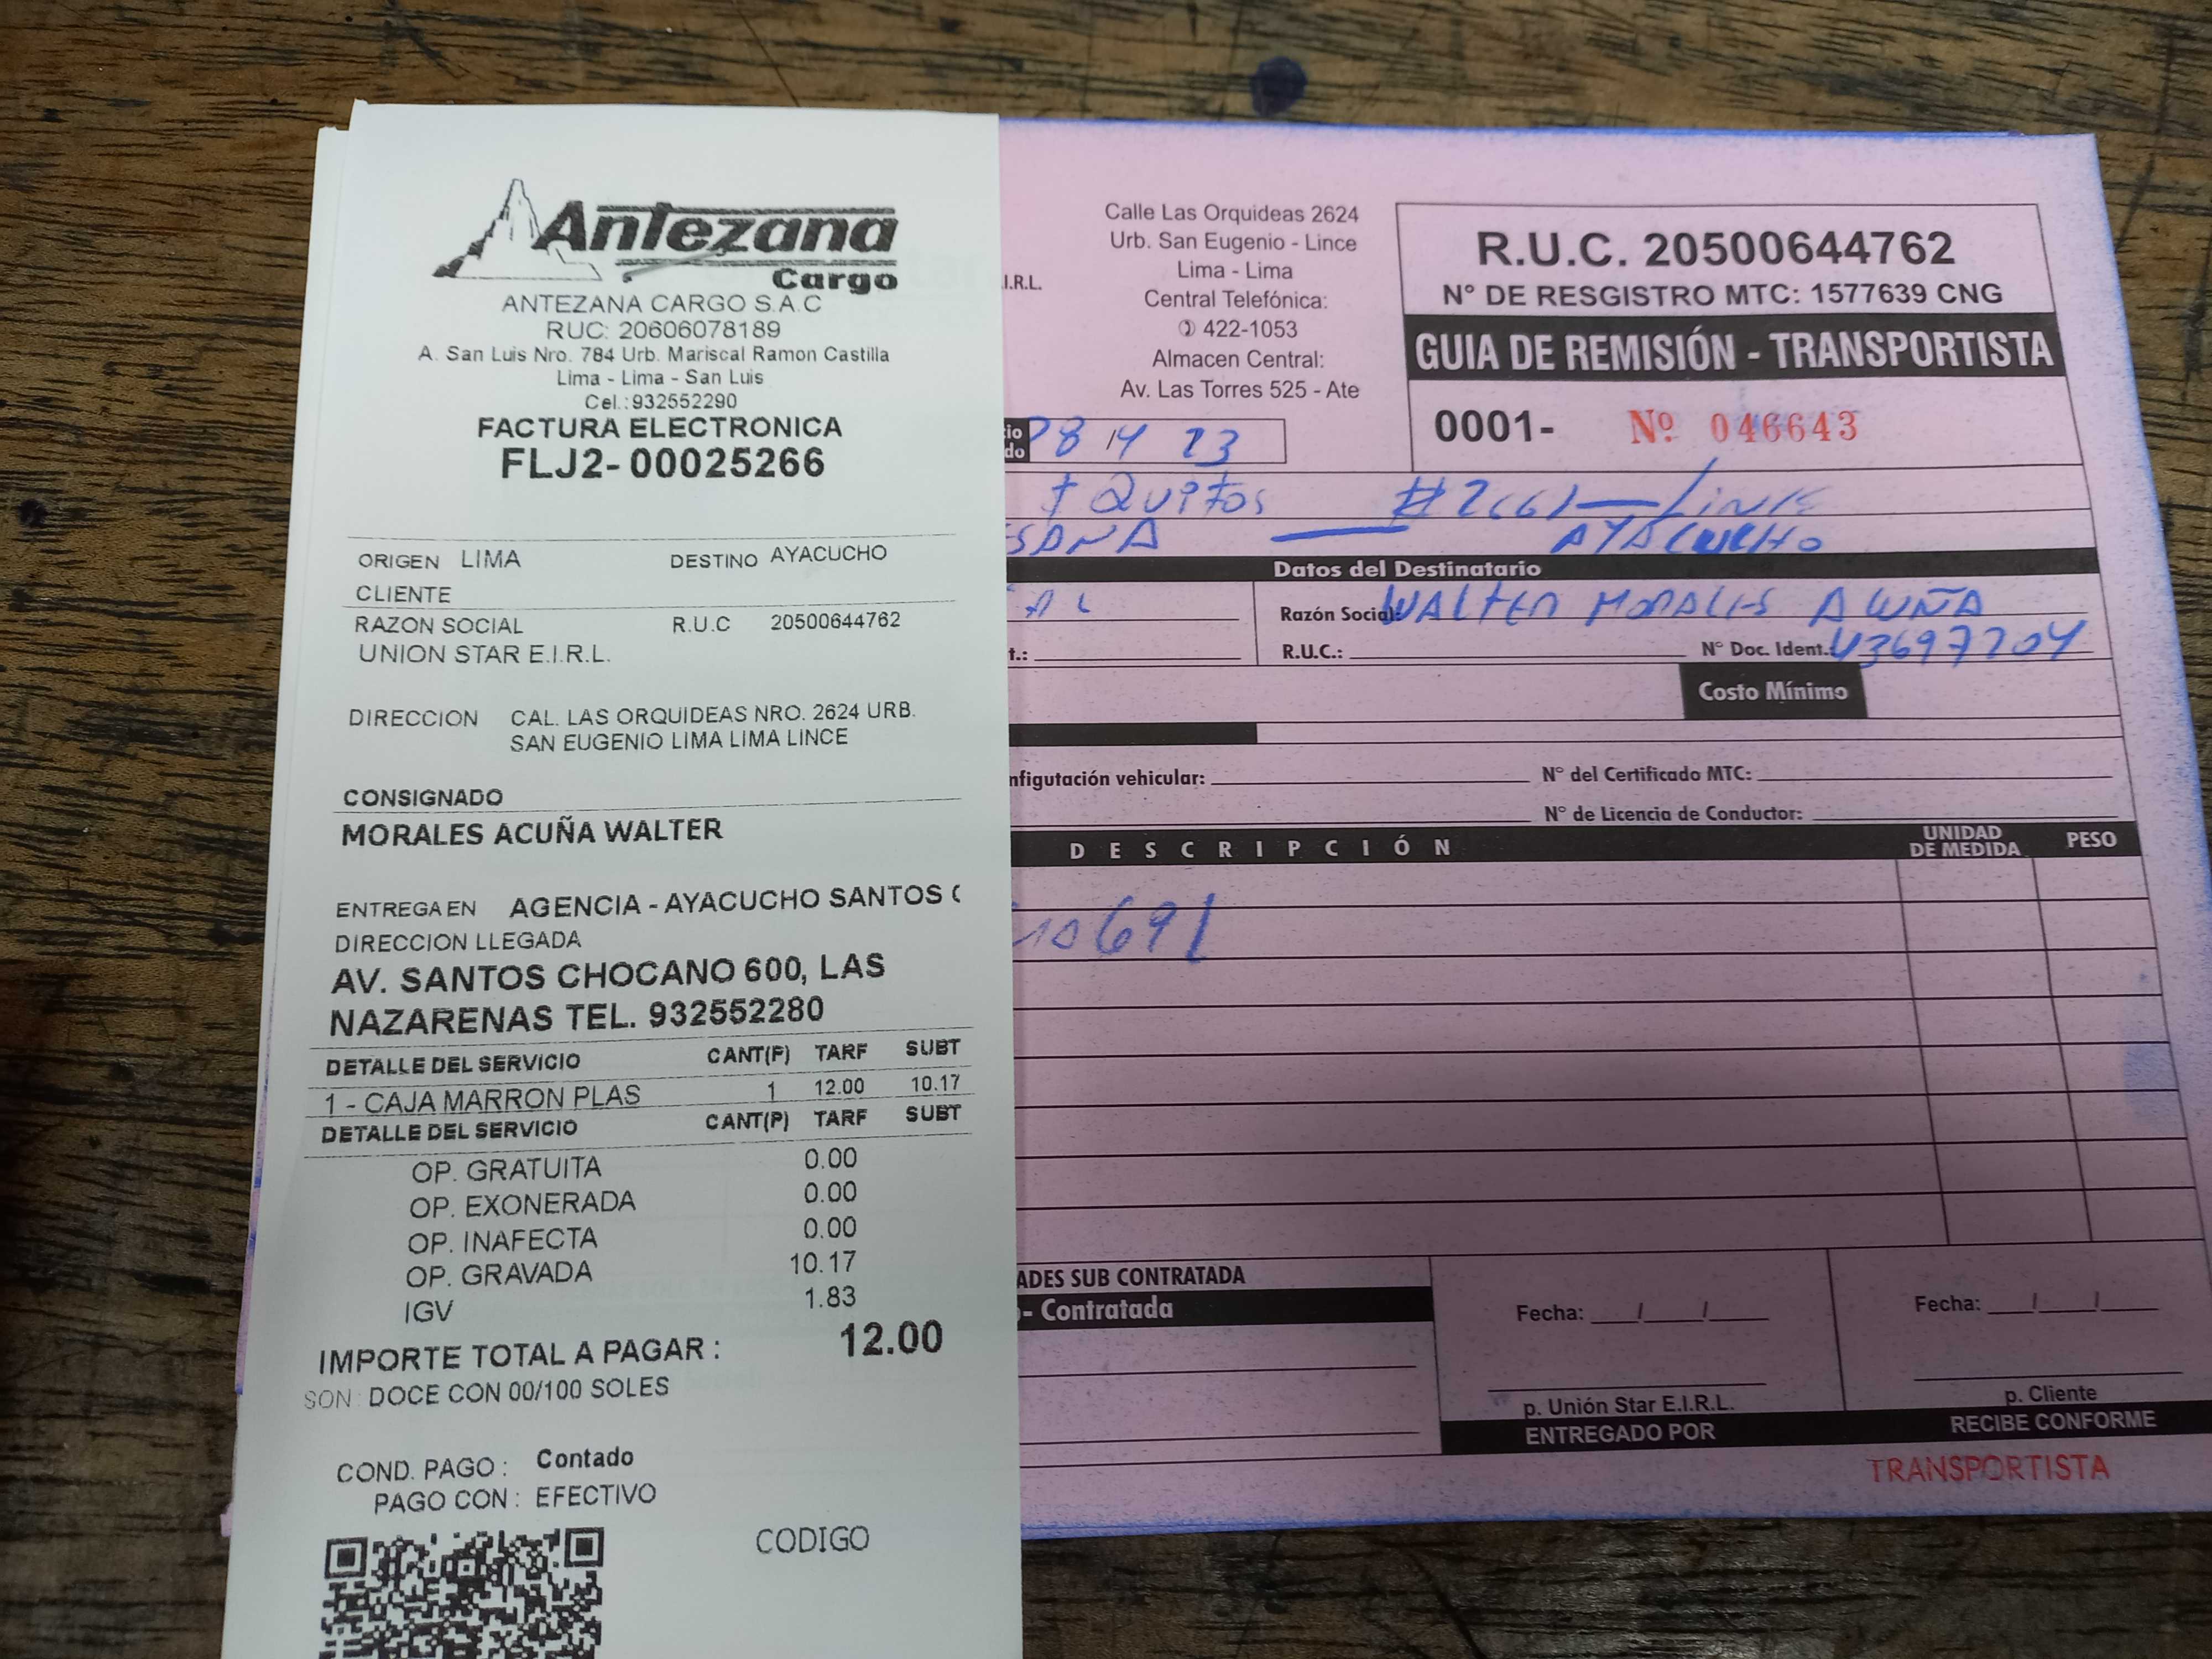 Antezana
Cargo
ANTEZANA CARGO S.A.C
RUC: 20606078189
A. San Luis Nro. 784 Urb. Mariscal Ramon Castilla
Lima - Lima - San Luis
Cel.:932552290
FACTURA ELECTRONICA
FLJ2- 00025266
ORIGEN LIMA DESTINO AYACUCHO
CLIENTE
RAZON SOCIAL R.U.C 20500644762
UNION STAR E.I.R.L.
DIRECCION CAL. LAS ORQUIDEAS NRO. 2624 URB.
SAN EUGENIO LIMA LIMA LINCE
CONSIGNADO
MORALES ACUÑA WALTER
ENTREGA EN AGENCIA - AYACUCHO SANTOS
DIRECCION LLEGADA
AV. SANTOS CHOCANO 600, LAS
NAZARENAS TEL. 932552280
DETALLE DEL SERVICIO CANT(F) TARF SUBT
1 - CAJA MARRON PLAS 1 12.00 10.17
DETALLE DEL SERVICIO CANT(P) TARF SUBT
OP. GRATUITA 0.00
OP. EXONERADA 0.00
OP. INAFECTA 0.00
OP. GRAVADA 10.17
IGV 1.83
IMPORTE TOTAL A PAGAR : 12.00
SON : DOCE CON 00/100 SOLES
COND. PAGO : Contado
PAGO CON : EFECTIVO
CODIGO
I.R.L.
Calle Las Orquideas 2624
Urb. San Eugenio - Lince
Lima - Lima
Central Telefónica:
422-1053
Almacen Central:
Av. Las Torres 525 - Ate
R.U.C. 20500644762
N° DE RESGISTRO MTC: 1577639 CNG
GUIA DE REMISIÓN - TRANSPORTISTA
0001- Nº 046643
AYACUCHO
Datos del Destinatario
Razón Social: WALTER MORALES ACUÑA
R.U.C.: N° Doc. Ident.: 43697704
Costo Mínimo
nfigutación vehicular: N° del Certificado MTC:
N° de Licencia de Conductor:
DESCRIPCIÓN UNIDAD DE MEDIDA PESO
10691
ADES SUB CONTRATADA
- Contratada
Fecha: / / Fecha: / /
p. Unión Star E.I.R.L. p. Cliente
ENTREGADO POR RECIBE CONFORME
TRANSPORTISTA